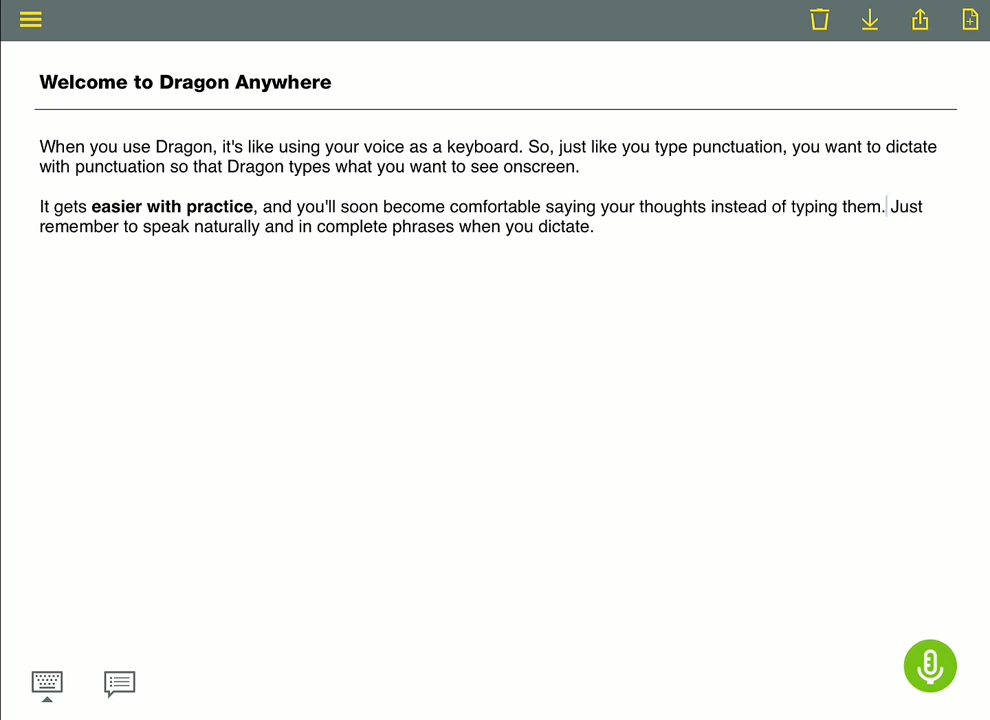 Welcome to Dragon Anywhere
When you use Dragon, it's like using your voice as a keyboard. So, just like you type punctuation, you want to dictate
with punctuation so that Dragon types what you want to see onscreen.
It gets easier with practice, and you'll soon become comfortable saying your thoughts instead of typing them. Just
remember to speak naturally and in complete phrases when you dictate.